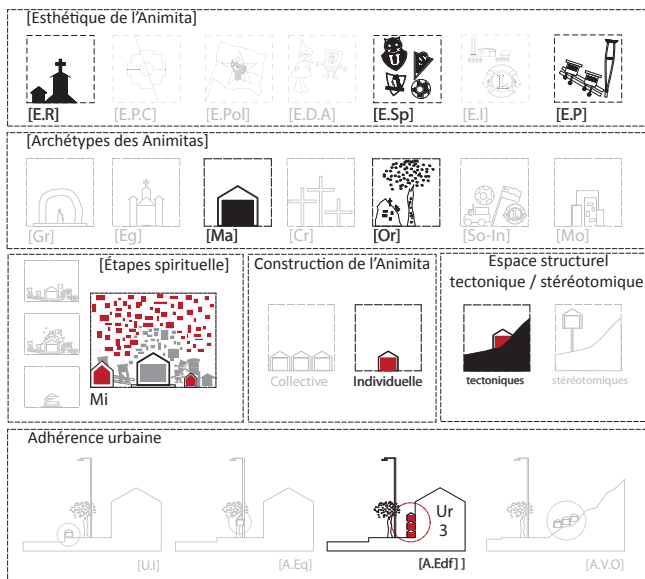 [Esthétique de l'Animita]
[E.R]
[E.P.C]
[E.Pol]
[E.D.A]
[E.Sp]
[E.I]
[E.P]
[Archétypes des Animitas]
[Gr]
[Eg]
[Ma]
[Cr]
[Or]
[So-In]
[Mo]
[Étapes spirituelle]
Mi
Construction de l'Animita
Collective
Individuelle
Espace structurel
tectonique / stéréotomique
tectoniques
stéréotomiques
Adhérence urbaine
[U.I]
[A.Eq]
Ur
3
[A.Edf] ]
[A.V.O]